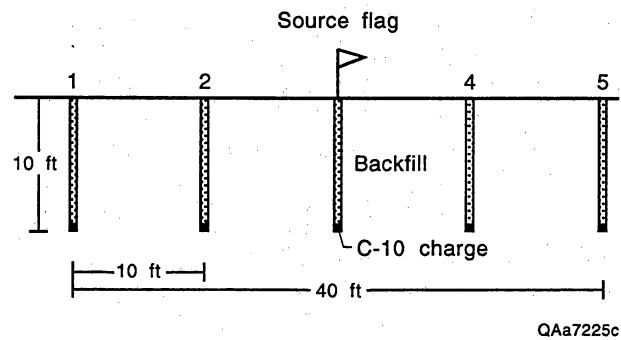 Source flag
1 2 4 5
10 ft
Backfill
C-10 charge
10 ft
40 ft
QAa7225c